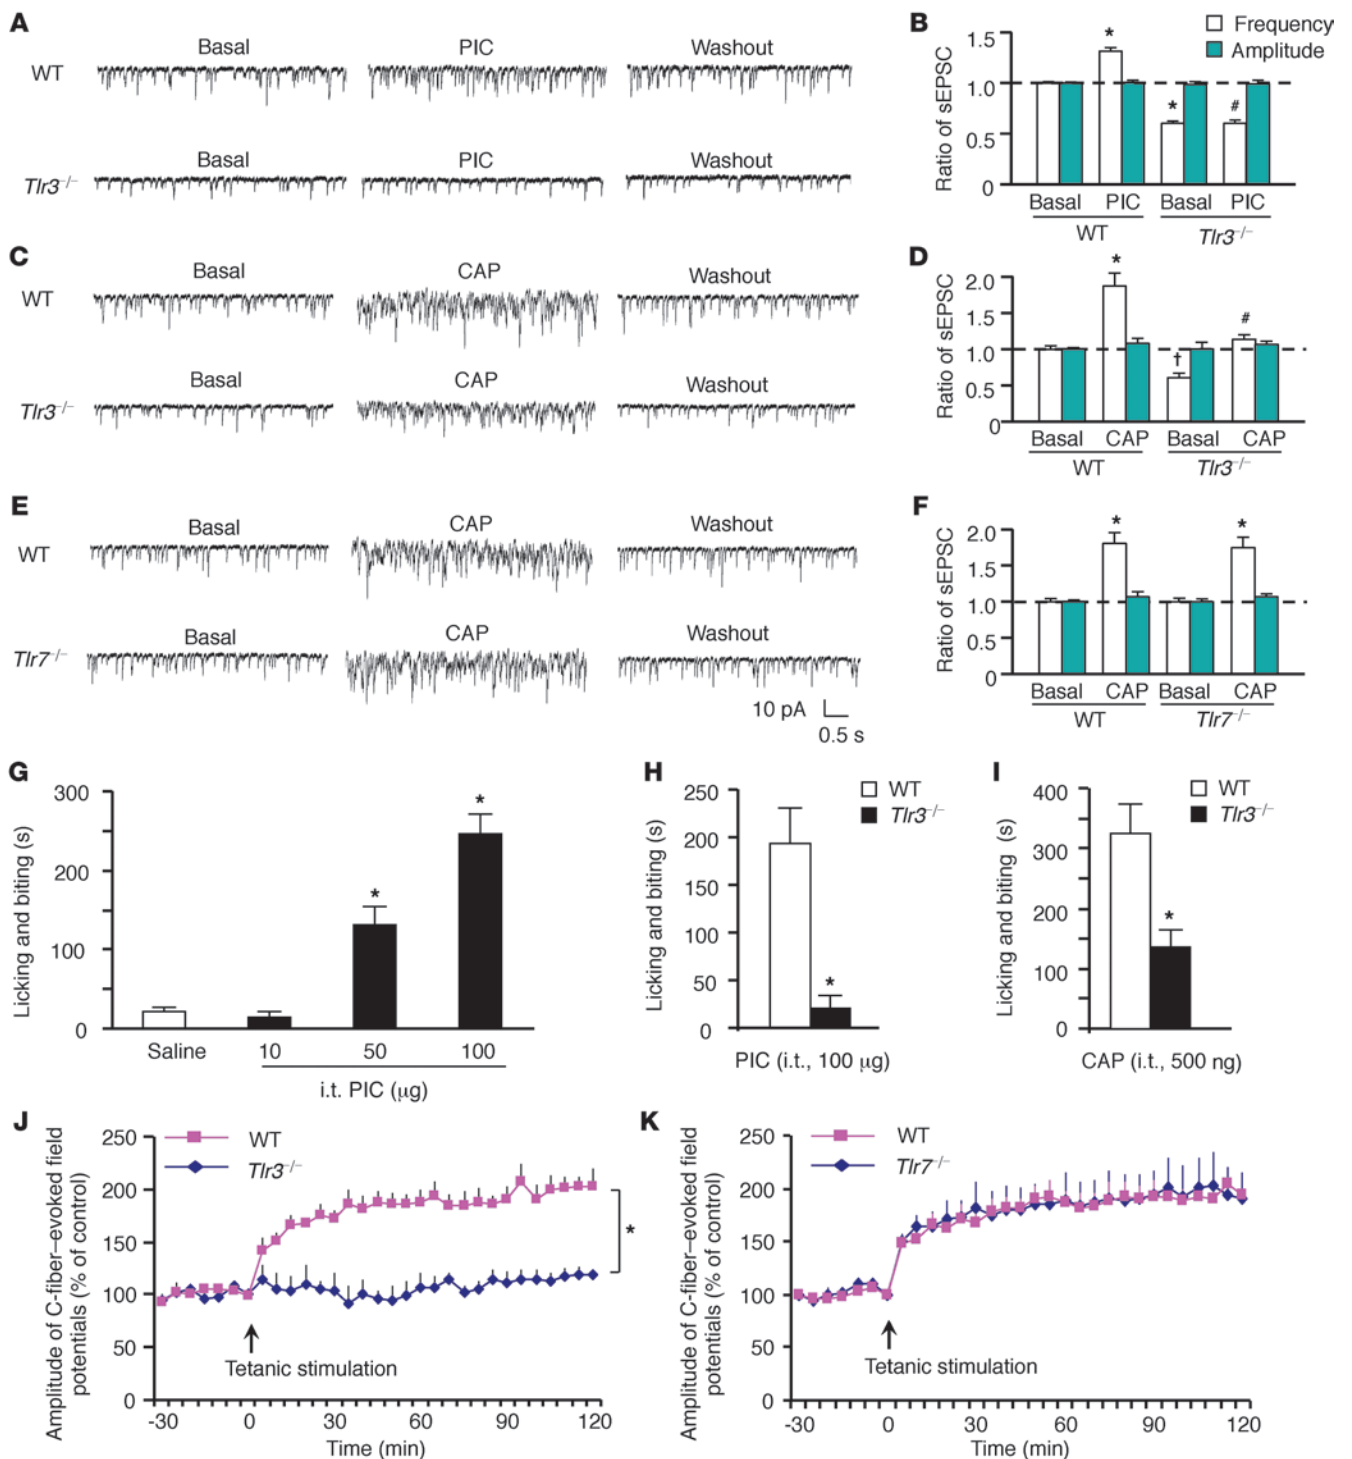 A
Basal PIC Washout
WT
Basal PIC Washout
Tlr3−/−
B
Frequency
Amplitude
Ratio of sEPSC
1.5
1.0
0.5
0
*
*
#
Basal PIC Basal PIC
WT Tlr3−/−
C
Basal CAP Washout
WT
Basal CAP Washout
Tlr3−/−
D
Ratio of sEPSC
2.0
1.5
1.0
0.5
0
*
†
#
Basal CAP Basal CAP
WT Tlr3−/−
E
Basal CAP Washout
WT
Basal CAP Washout
Tlr7−/−
10 pA
0.5 s
F
Ratio of sEPSC
2.0
1.5
1.0
0.5
0
* *
Basal CAP Basal CAP
WT Tlr7−/−
G
Licking and biting (s)
300
200
100
0
*
*
Saline 10 50 100
i.t. PIC (μg)
H
WT
Tlr3−/−
Licking and biting (s)
250
200
150
100
50
0
*
PIC (i.t., 100 μg)
I
WT
Tlr3−/−
Licking and biting (s)
400
300
200
100
0
*
CAP (i.t., 500 ng)
J
WT
Tlr3−/−
Amplitude of C-fiber–evoked field
potentials (% of control)
250
200
150
100
50
0
*
Tetanic stimulation
-30 0 30 60 90 120
Time (min)
K
WT
Tlr7−/−
Amplitude of C-fiber–evoked field
potentials (% of control)
250
200
150
100
50
0
Tetanic stimulation
-30 0 30 60 90 120
Time (min)